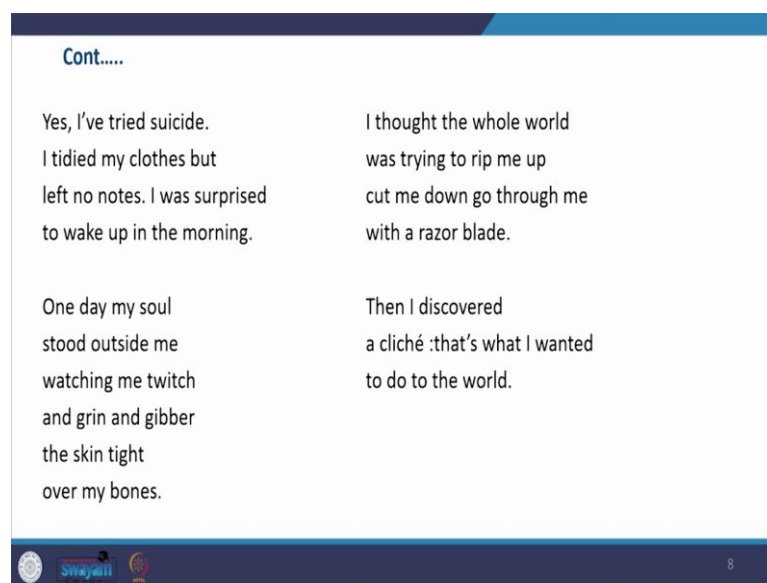 Cont.....
Yes, I've tried suicide.
I tidied my clothes but
left no notes. I was surprised
to wake up in the morning.
One day my soul
stood outside me
watching me twitch
and grin and gibber
the skin tight
over my bones.
I thought the whole world
was trying to rip me up
cut me down go through me
with a razor blade.
Then I discovered
a cliché :that's what I wanted
to do to the world.
swayam
8